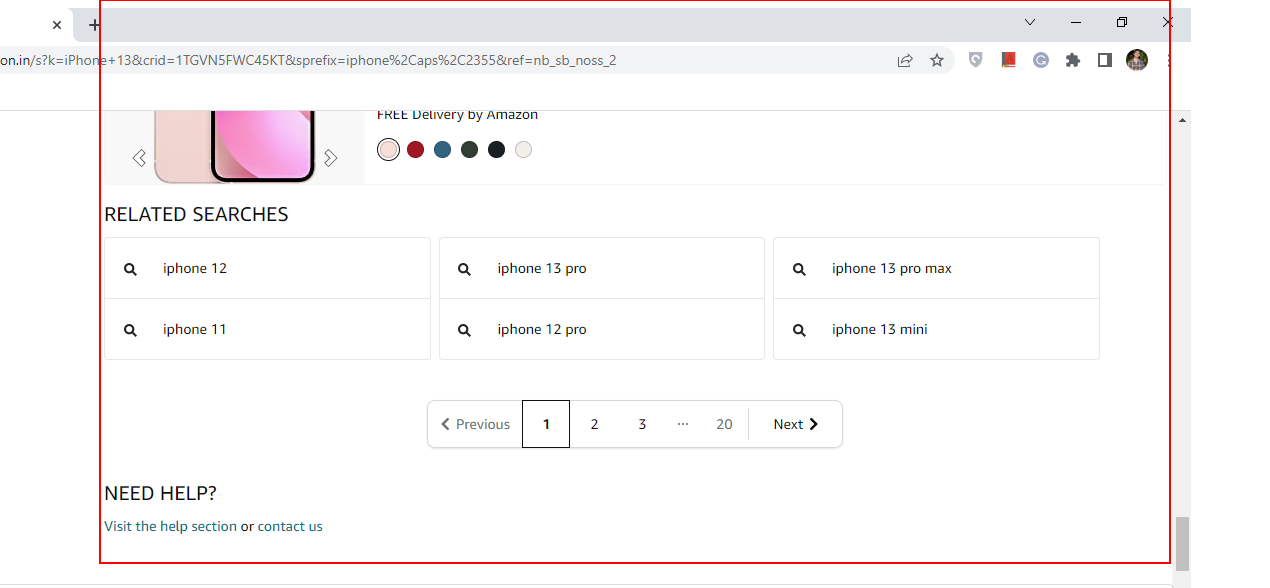 on.in/s?k=iPhone+13&crid=1TGVN5FWC45KT&sprefix=iphone%2Caps%2C2355&ref=nb_sb_noss_2
FREE Delivery by Amazon
RELATED SEARCHES
iphone 12
iphone 13 pro
iphone 13 pro max
iphone 11
iphone 12 pro
iphone 13 mini
Previous 1 2 3 ... 20 Next
NEED HELP?
Visit the help section or contact us